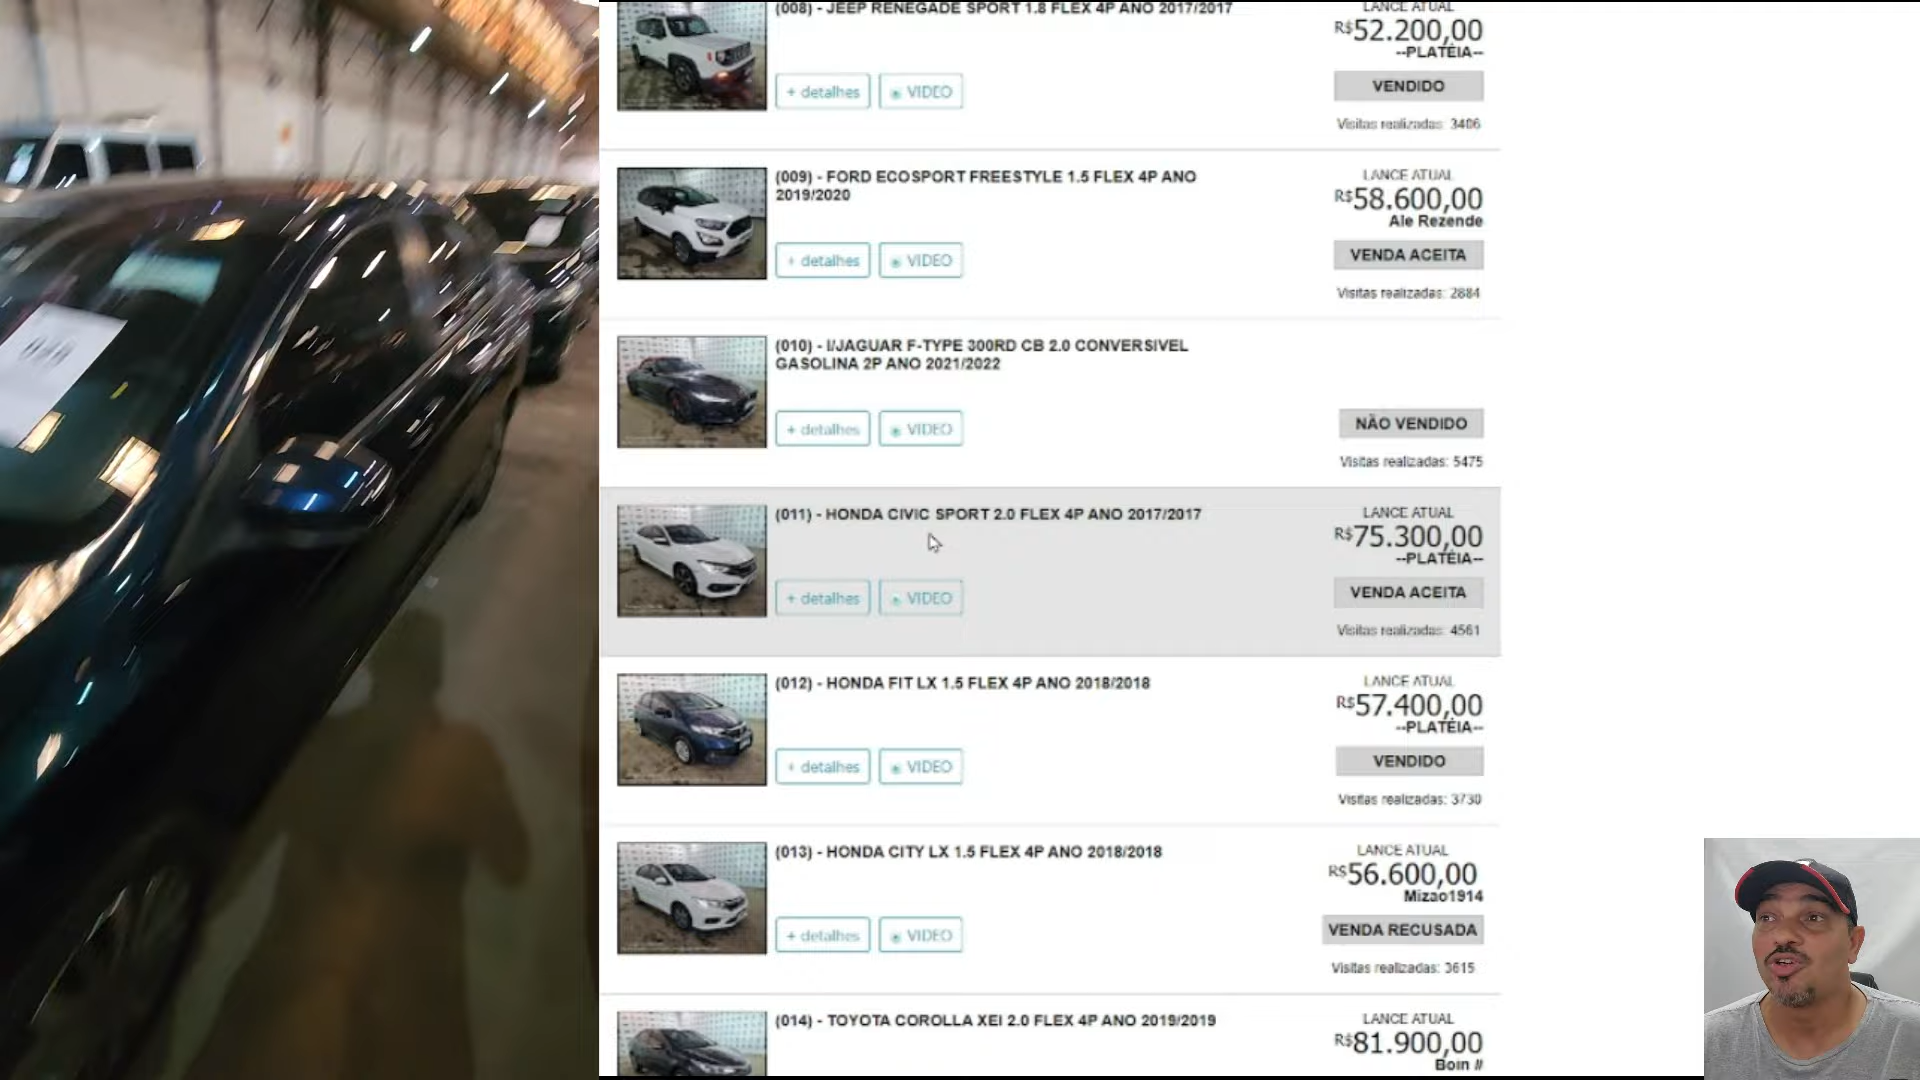 (008) - JEEP RENEGADE SPORT 1.8 FLEX 4P ANO 2017/2017
LANCE ATUAL
R$52.200,00
--PLATÉIA--
+ detalhes
VIDEO
VENDIDO
Visitas realizadas: 3406
(009) - FORD ECOSPORT FREESTYLE 1.5 FLEX 4P ANO
2019/2020
LANCE ATUAL
R$58.600,00
Ale Rezende
+ detalhes
VIDEO
VENDA ACEITA
Visitas realizadas: 2884
(010) - I/JAGUAR F-TYPE 300RD CB 2.0 CONVERSIVEL
GASOLINA 2P ANO 2021/2022
+ detalhes
VIDEO
NÃO VENDIDO
Visitas realizadas: 5475
(011) - HONDA CIVIC SPORT 2.0 FLEX 4P ANO 2017/2017
LANCE ATUAL
R$75.300,00
--PLATÉIA--
+ detalhes
VIDEO
VENDA ACEITA
Visitas realizadas: 4561
(012) - HONDA FIT LX 1.5 FLEX 4P ANO 2018/2018
LANCE ATUAL
R$57.400,00
--PLATÉIA--
+ detalhes
VIDEO
VENDIDO
Visitas realizadas: 3730
(013) - HONDA CITY LX 1.5 FLEX 4P ANO 2018/2018
LANCE ATUAL
R$56.600,00
Mizao1914
+ detalhes
VIDEO
VENDA RECUSADA
Visitas realizadas: 3615
(014) - TOYOTA COROLLA XEI 2.0 FLEX 4P ANO 2019/2019
LANCE ATUAL
R$81.900,00
Boin //